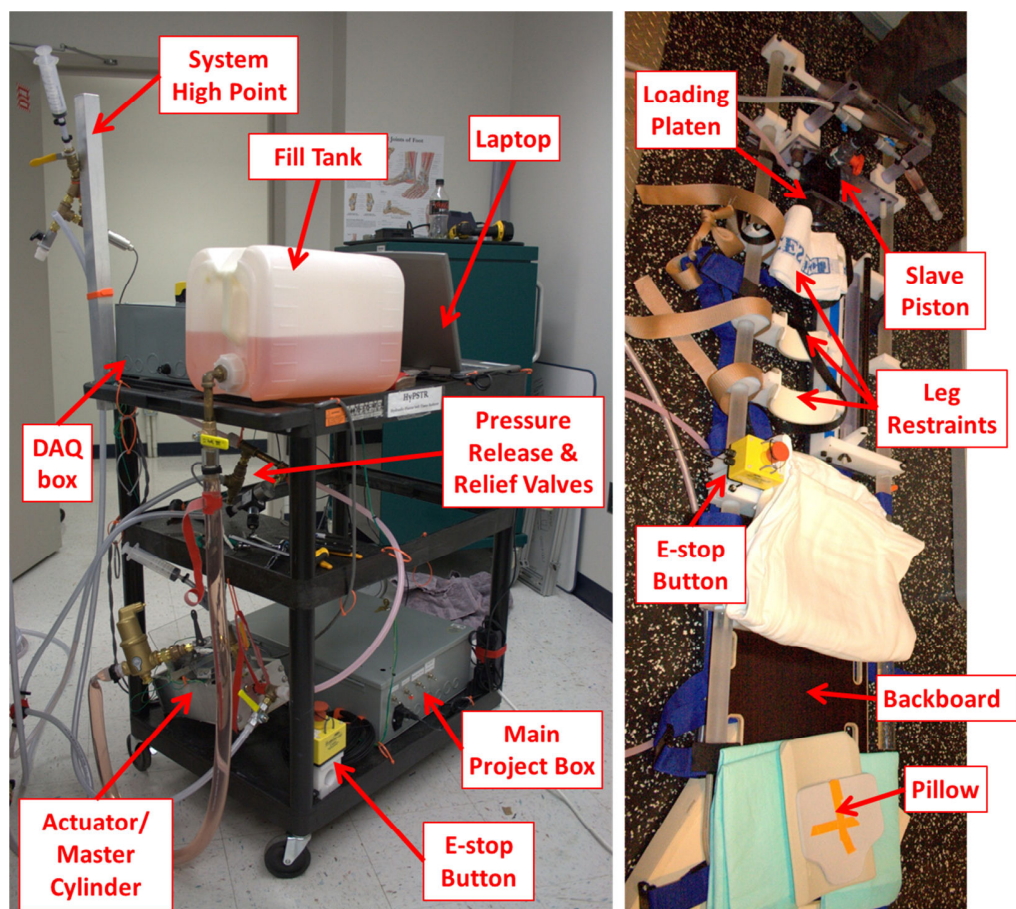 System
High Point
Fill Tank
Laptop
Joints of Foot
DAQ
box
HyPSTR
Pressure
Release &
Relief Valves
Main
Project Box
Actuator/
Master
Cylinder
E-stop
Button
Loading
Platen
Slave
Piston
Leg
Restraints
E-stop
Button
Backboard
Pillow